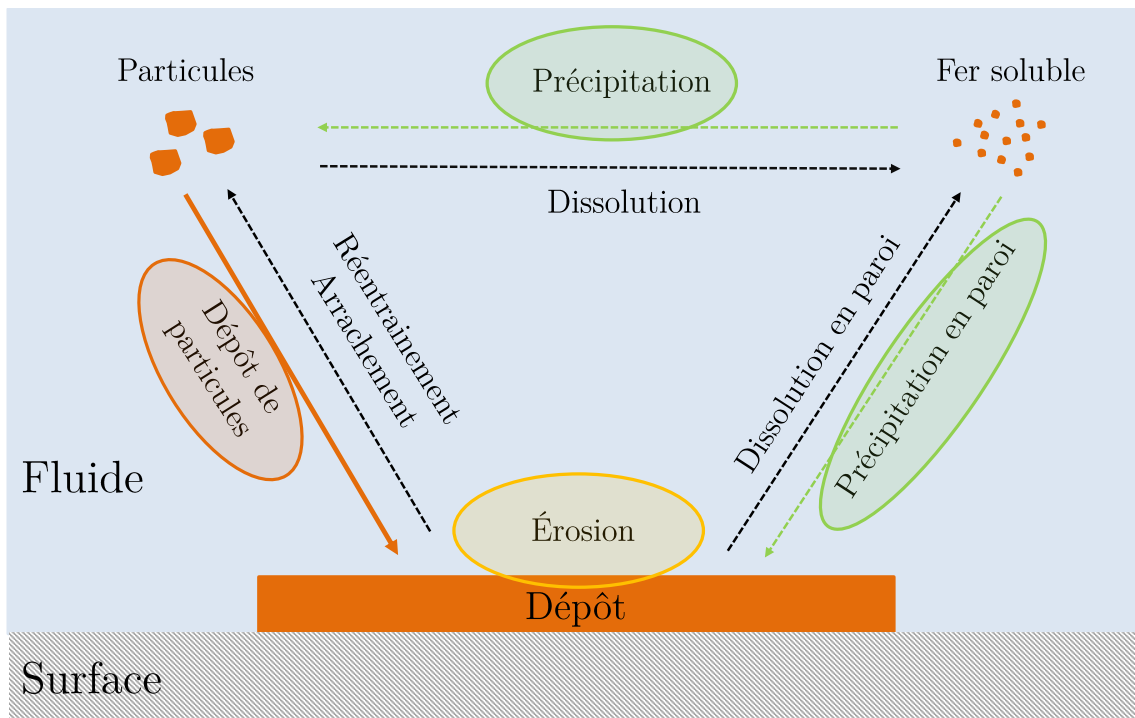 Particules
Précipitation
Fer soluble
Dissolution
Réentrainement
Arrachement
Dépôt de
particules
Dissolution en paroi
Précipitation en paroi
Fluide
Érosion
Dépôt
Surface